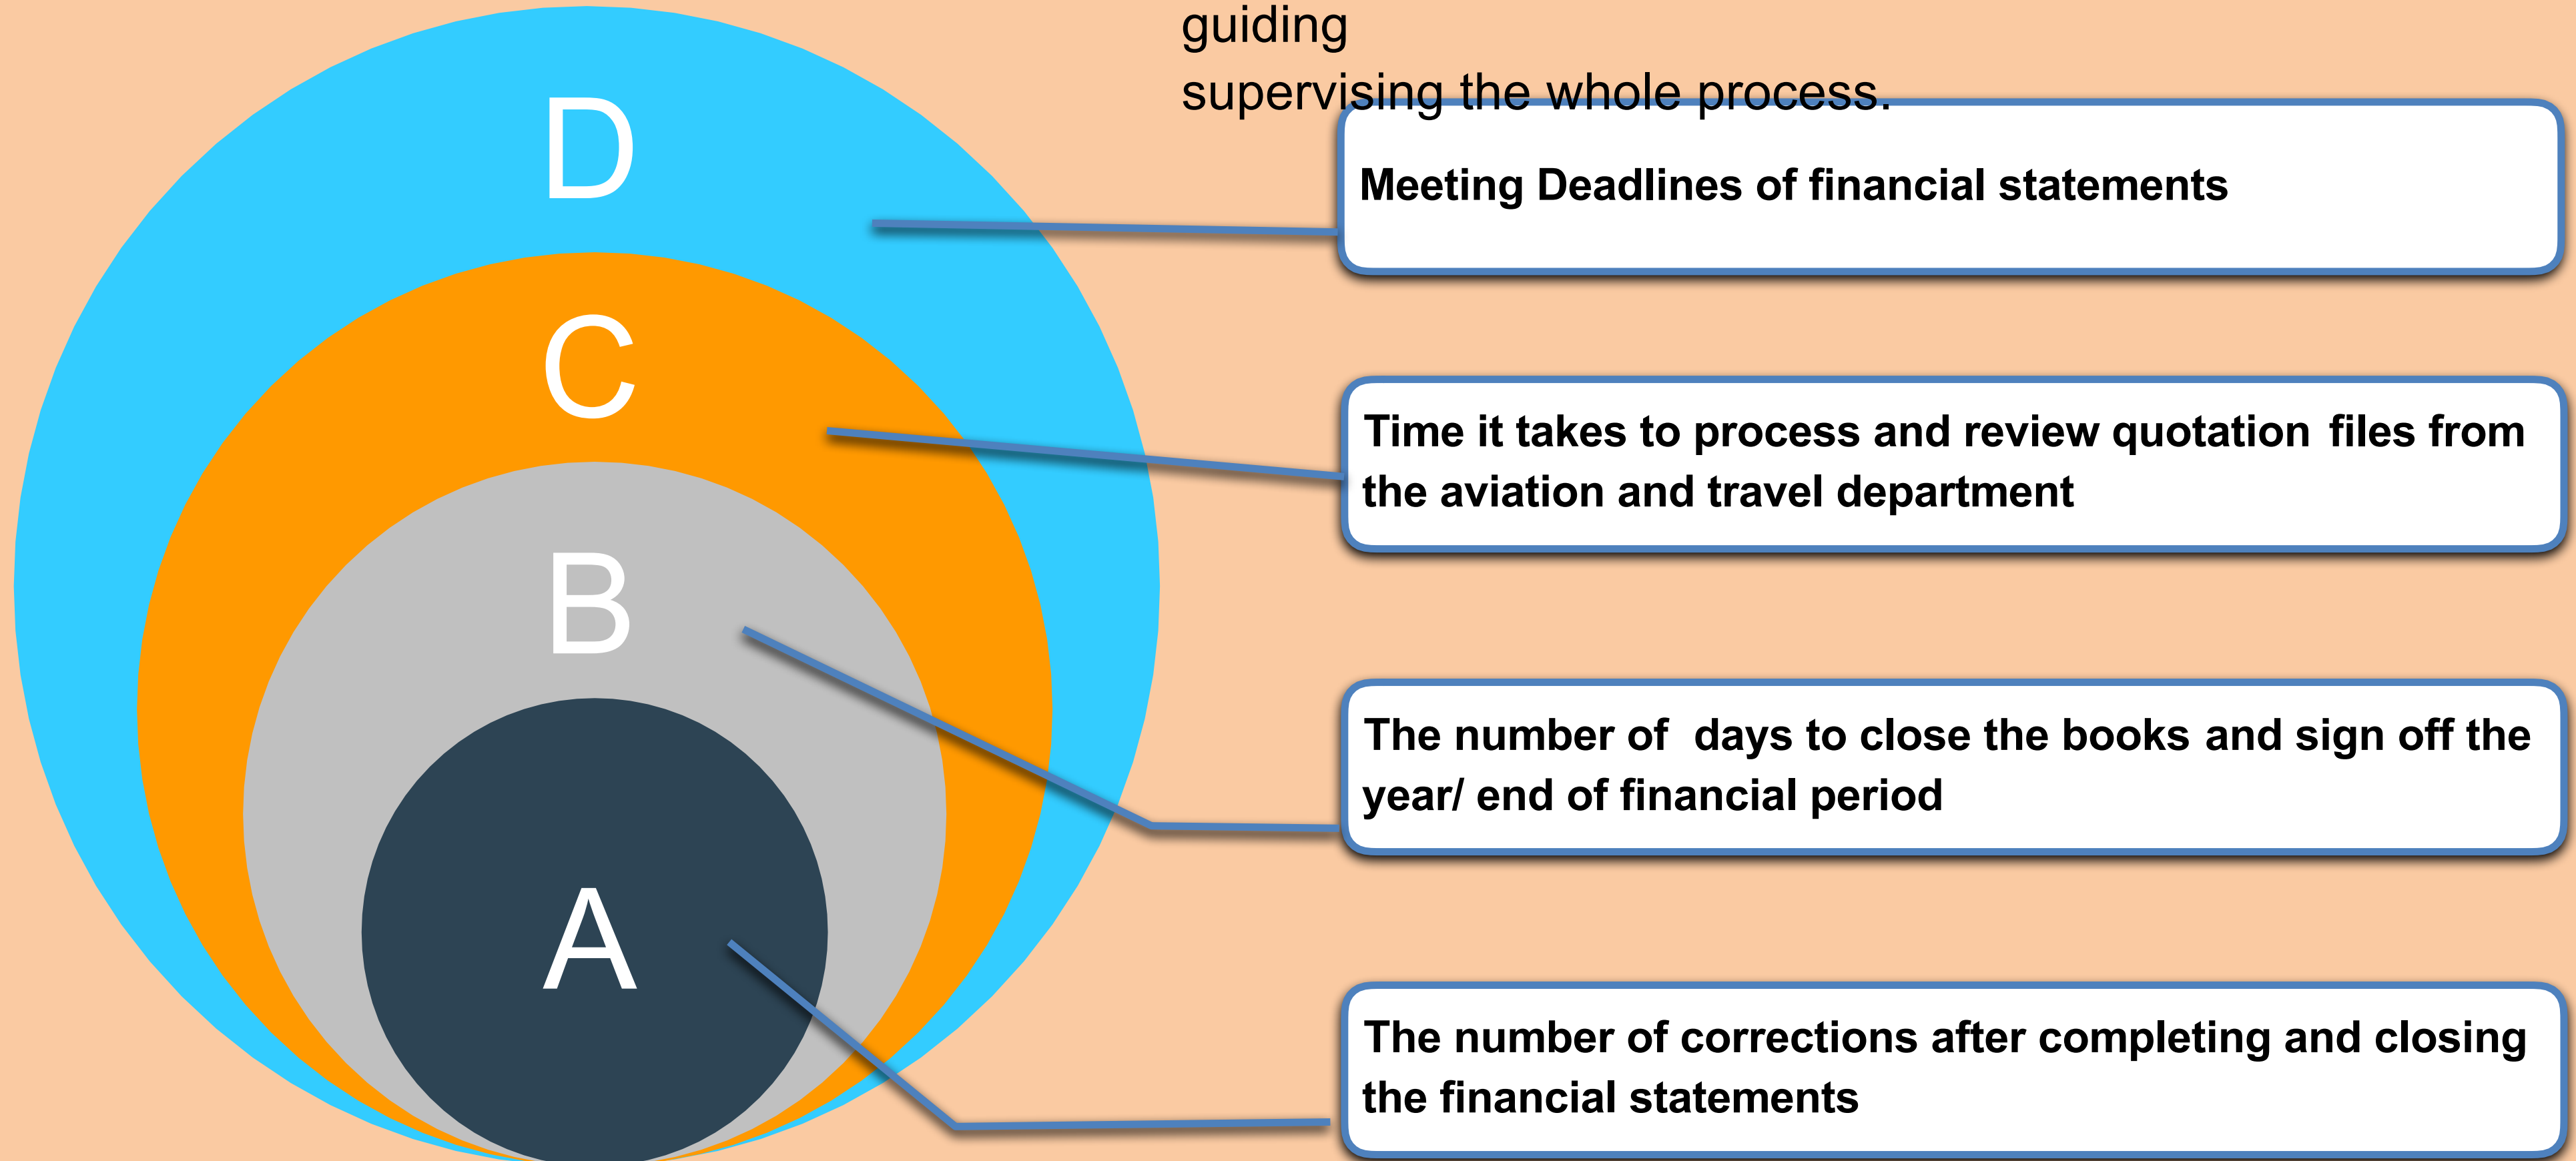 guiding
supervising the whole process.
D
Meeting Deadlines of financial statements
C
Time it takes to process and review quotation files from
the aviation and travel department
B
The number of days to close the books and sign off the
year/ end of financial period
A
The number of corrections after completing and closing
the financial statements